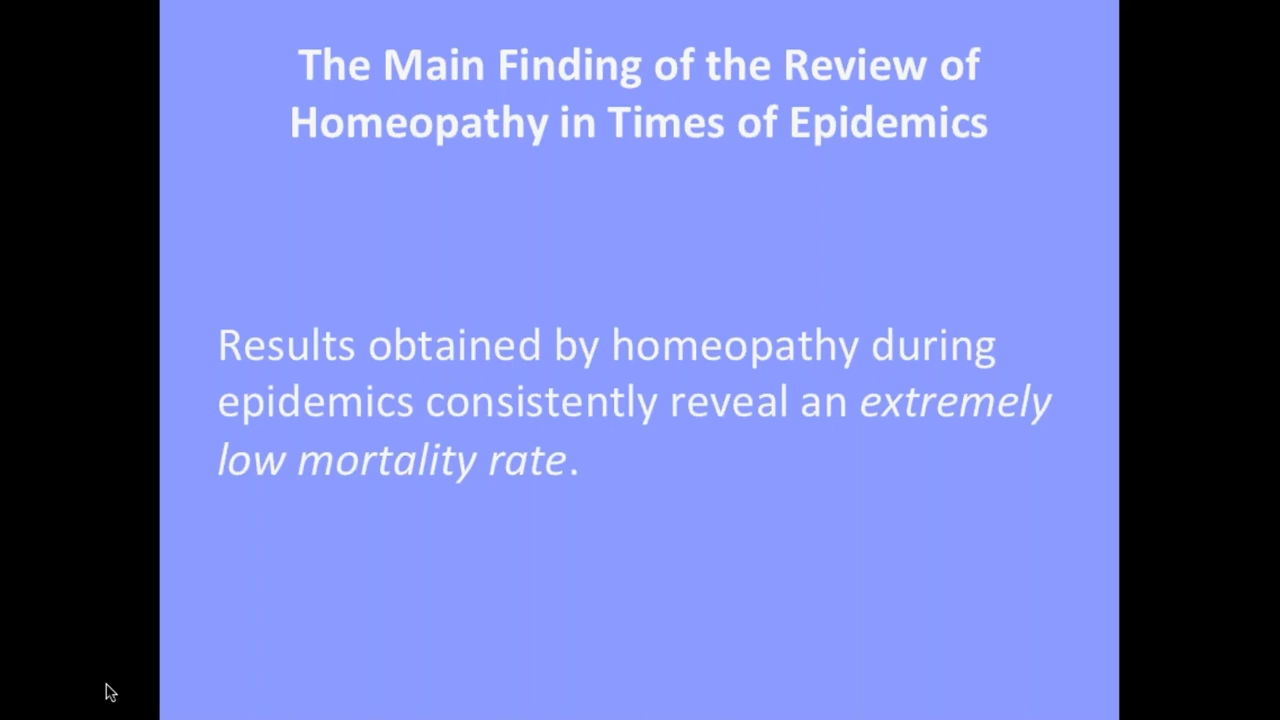 The Main Finding of the Review of
Homeopathy in Times of Epidemics
Results obtained by homeopathy during
epidemics consistently reveal an extremely
low mortality rate.